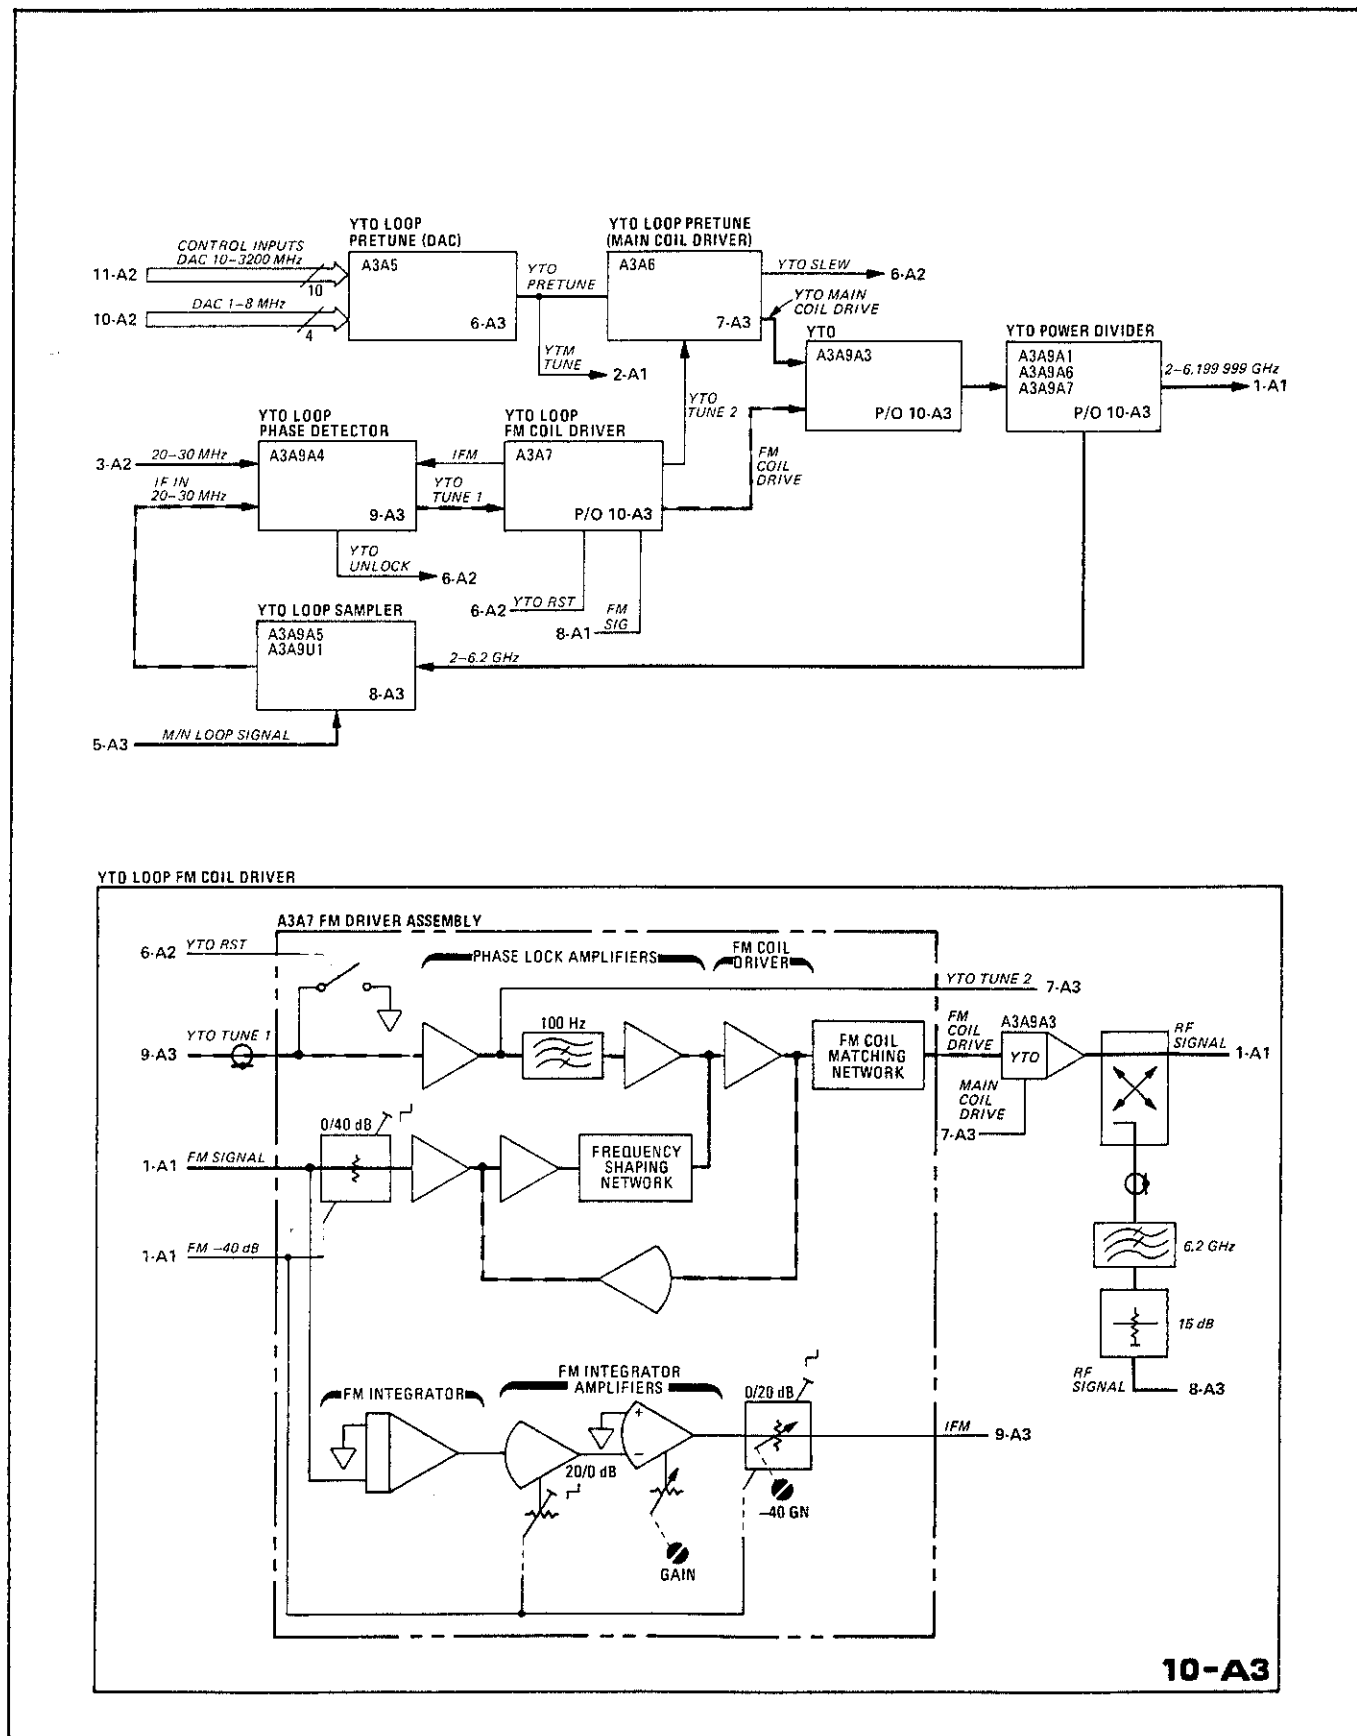 YTO LOOP
PRETUNE (DAC)
YTO LOOP PRETUNE
(MAIN COIL DRIVER)
CONTROL INPUTS
DAC 10–3200 MHz
11-A2
10
A3A5
6-A3
DAC 1–8 MHz
10-A2
4
YTO
PRETUNE
A3A6
7-A3
YTO SLEW
6-A2
YTO MAIN
COIL DRIVE
YTM
TUNE
2-A1
YTO
A3A9A3
P/O 10-A3
YTO POWER DIVIDER
A3A9A1
A3A9A6
A3A9A7
P/O 10-A3
2–6,199 999 GHz
1-A1
YTO
TUNE 2
YTO LOOP
PHASE DETECTOR
YTO LOOP
FM COIL DRIVER
3-A2
20–30 MHz
IF IN
20–30 MHz
A3A9A4
9-A3
IFM
YTO
TUNE 1
A3A7
P/O 10-A3
FM
COIL
DRIVE
YTO
UNLOCK
6-A2
6-A2
YTO RST
8-A1
FM
SIG
YTO LOOP SAMPLER
A3A9A5
A3A9U1
8-A3
2–6.2 GHz
5-A3
M/N LOOP SIGNAL
YTO LOOP FM COIL DRIVER
A3A7 FM DRIVER ASSEMBLY
6-A2
YTO RST
PHASE LOCK AMPLIFIERS
FM COIL
DRIVER
YTO TUNE 2
7-A3
9-A3
YTO TUNE 1
100 Hz
FM COIL
MATCHING
NETWORK
FM
COIL
DRIVE
A3A9A3
YTO
RF
SIGNAL
1-A1
MAIN
COIL
DRIVE
7-A3
0/40 dB
1-A1
FM SIGNAL
FREQUENCY
SHAPING
NETWORK
1-A1
FM –40 dB
6.2 GHz
16 dB
RF
SIGNAL
8-A3
FM INTEGRATOR
FM INTEGRATOR
AMPLIFIERS
0/20 dB
+
–
20/0 dB
IFM
9-A3
–40 GN
GAIN
10-A3